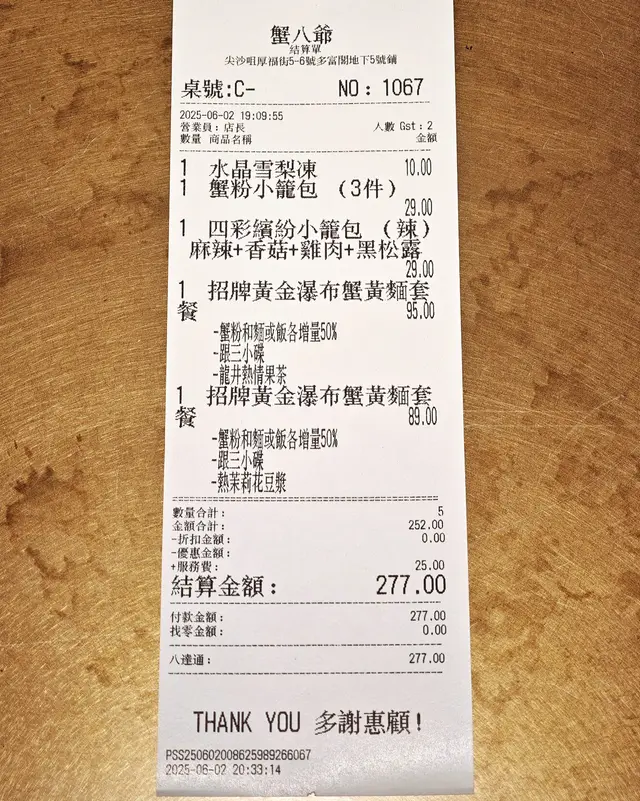 蟹八爺
結算單
尖沙咀厚福街5-6號多富閣地下5號鋪
桌號:C- NO：1067
2025-06-02 19:09:55
營業員：店長 人數 Gst：2
數量 商品名稱 金額
1 水晶雪梨凍 10.00
1 蟹粉小籠包 （3件）
29.00
1 四彩繽紛小籠包 （辣）
麻辣+香菇+雞肉+黑松露
29.00
1 招牌黃金瀑布蟹黃麵套
餐 95.00
-蟹粉和麵或飯各增量50%
-跟三小碟
-龍井熱情果茶
1 招牌黃金瀑布蟹黃麵套
餐 89.00
-蟹粉和麵或飯各增量50%
-跟三小碟
-熱茉莉花豆漿
數量合計： 5
金額合計： 252.00
-折扣金額： 0.00
-優惠金額：
+服務費： 25.00
結算金額： 277.00
付款金額： 277.00
找零金額： 0.00
八達通： 277.00
THANK YOU 多謝惠顧！
PSS250602008625989266067
2025-06-02 20:33:14